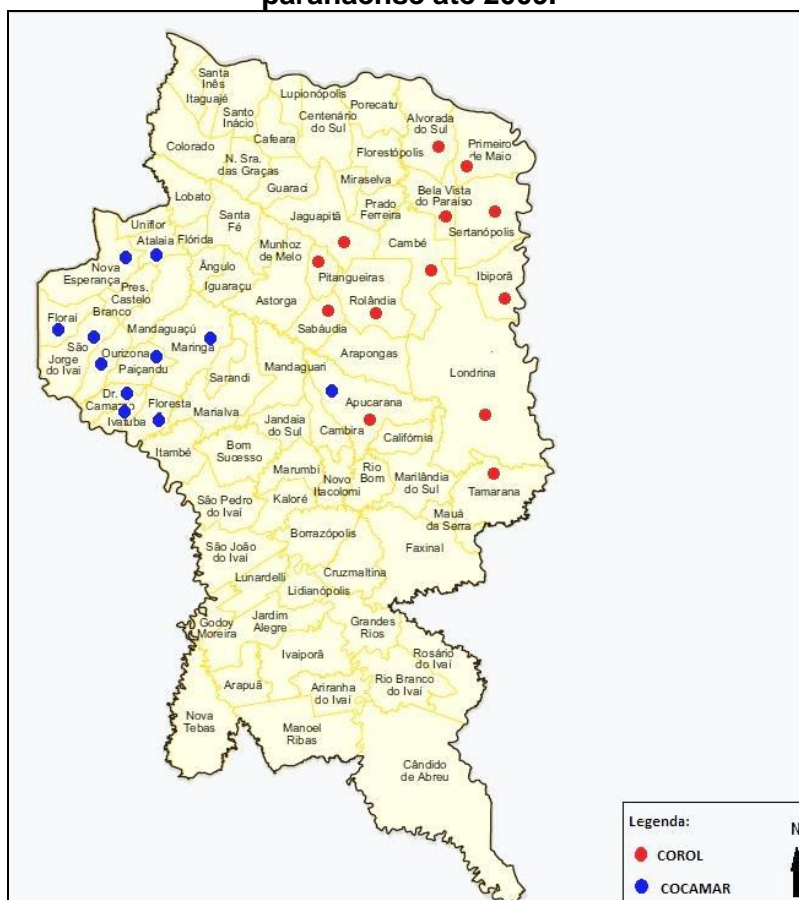 paranaense até 2009.
Santa
Inês
Itaguajé
Santo
Inácio
Lupionópolis
Centenário
do Sul
Porecatu
Alvorada
do Sul
Primeiro
de Maio
Colorado
Cafeara
N. Sra.
das Graças
Florestópolis
Guaraci
Miraselva
Bela Vista
do Paraíso
Lobato
Prado
Ferreira
Sertanópolis
Santa
Fé
Jaguapitã
Uniflor
Atalaia
Flórida
Munhoz
de Melo
Cambé
Nova
Esperança
Ângulo
Iguaraçu
Pitangueiras
Ibiporã
Pres.
Castelo
Branco
Astorga
Rolândia
Floraí
Mandaguaçú
Sabáudia
São
Jorge
do Ivaí
Ourizona
Maringá
Paiçandu
Arapongas
Mandaguari
Londrina
Sarandi
Dr.
Camargo
Floresta
Apucarana
Ivatuba
Marialva
Jandaia
do Sul
Cambira
Califórnia
Itambé
Bom
Sucesso
Marumbi
Novo
Itacolomi
Rio
Bom
Marilândia
do Sul
Tamarana
São Pedro
do Ivaí
Kaloré
Mauá
da Serra
Borrazópolis
São João
do Ivaí
Faxinal
Lunardelli
Cruzmaltina
Lidianópolis
Godoy
Moreira
Jardim
Alegre
Grandes
Rios
Ivaiporã
Rosário
do Ivaí
Arapuã
Ariranha
do Ivaí
Rio Branco
do Ivaí
Nova
Tebas
Manoel
Ribas
Cândido
de Abreu
Legenda:
N
COROL
COCAMAR